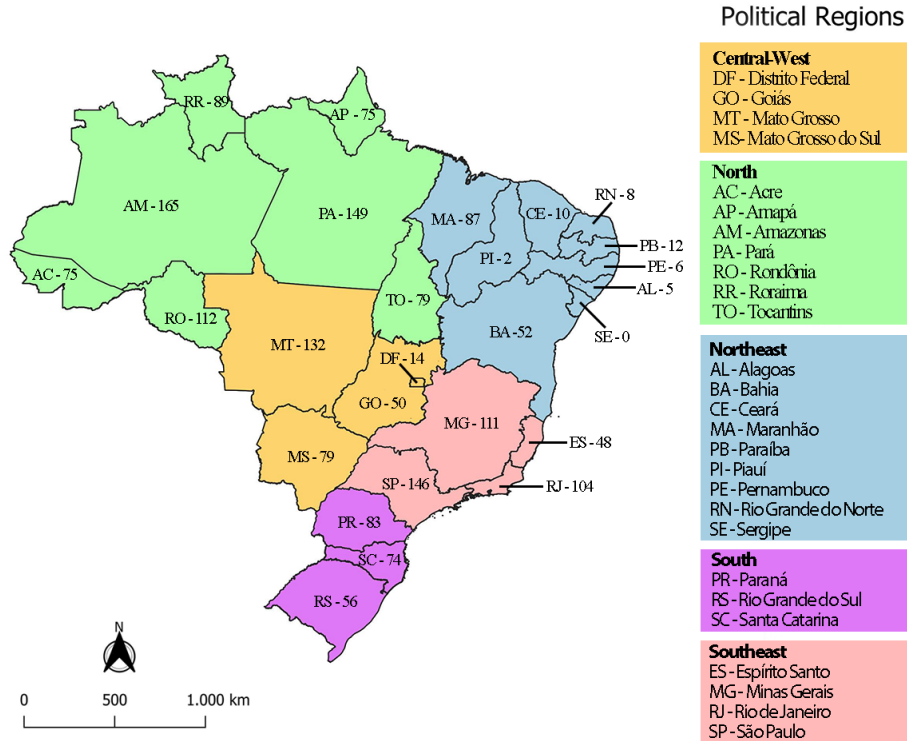 Political Regions
Central-West
DF - Distrito Federal
GO - Goiás
MT - Mato Grosso
MS- Mato Grosso do Sul
North
AC - Acre
AP - Amapá
AM - Amazonas
PA - Pará
RO - Rondônia
RR - Roraima
TO - Tocantins
Northeast
AL - Alagoas
BA - Bahia
CE - Ceará
MA - Maranhão
PB - Paraíba
PI - Piauí
PE - Pernambuco
RN - Rio Grande do Norte
SE - Sergipe
South
PR - Paraná
RS - Rio Grande do Sul
SC - Santa Catarina
Southeast
ES - Espírito Santo
MG - Minas Gerais
RJ - Rio de Janeiro
SP - São Paulo
RR - 89
AP - 75
AM - 165
PA - 149
MA - 87
CE - 10
RN - 8
PB - 12
PI - 2
PE - 6
AC - 75
AL - 5
TO - 79
RO - 112
BA - 52
SE - 0
MT - 132
DF - 14
GO - 50
MG - 111
ES - 48
MS - 79
SP - 146
RJ - 104
PR - 83
SC - 74
RS - 56
N
0 500 1.000 km